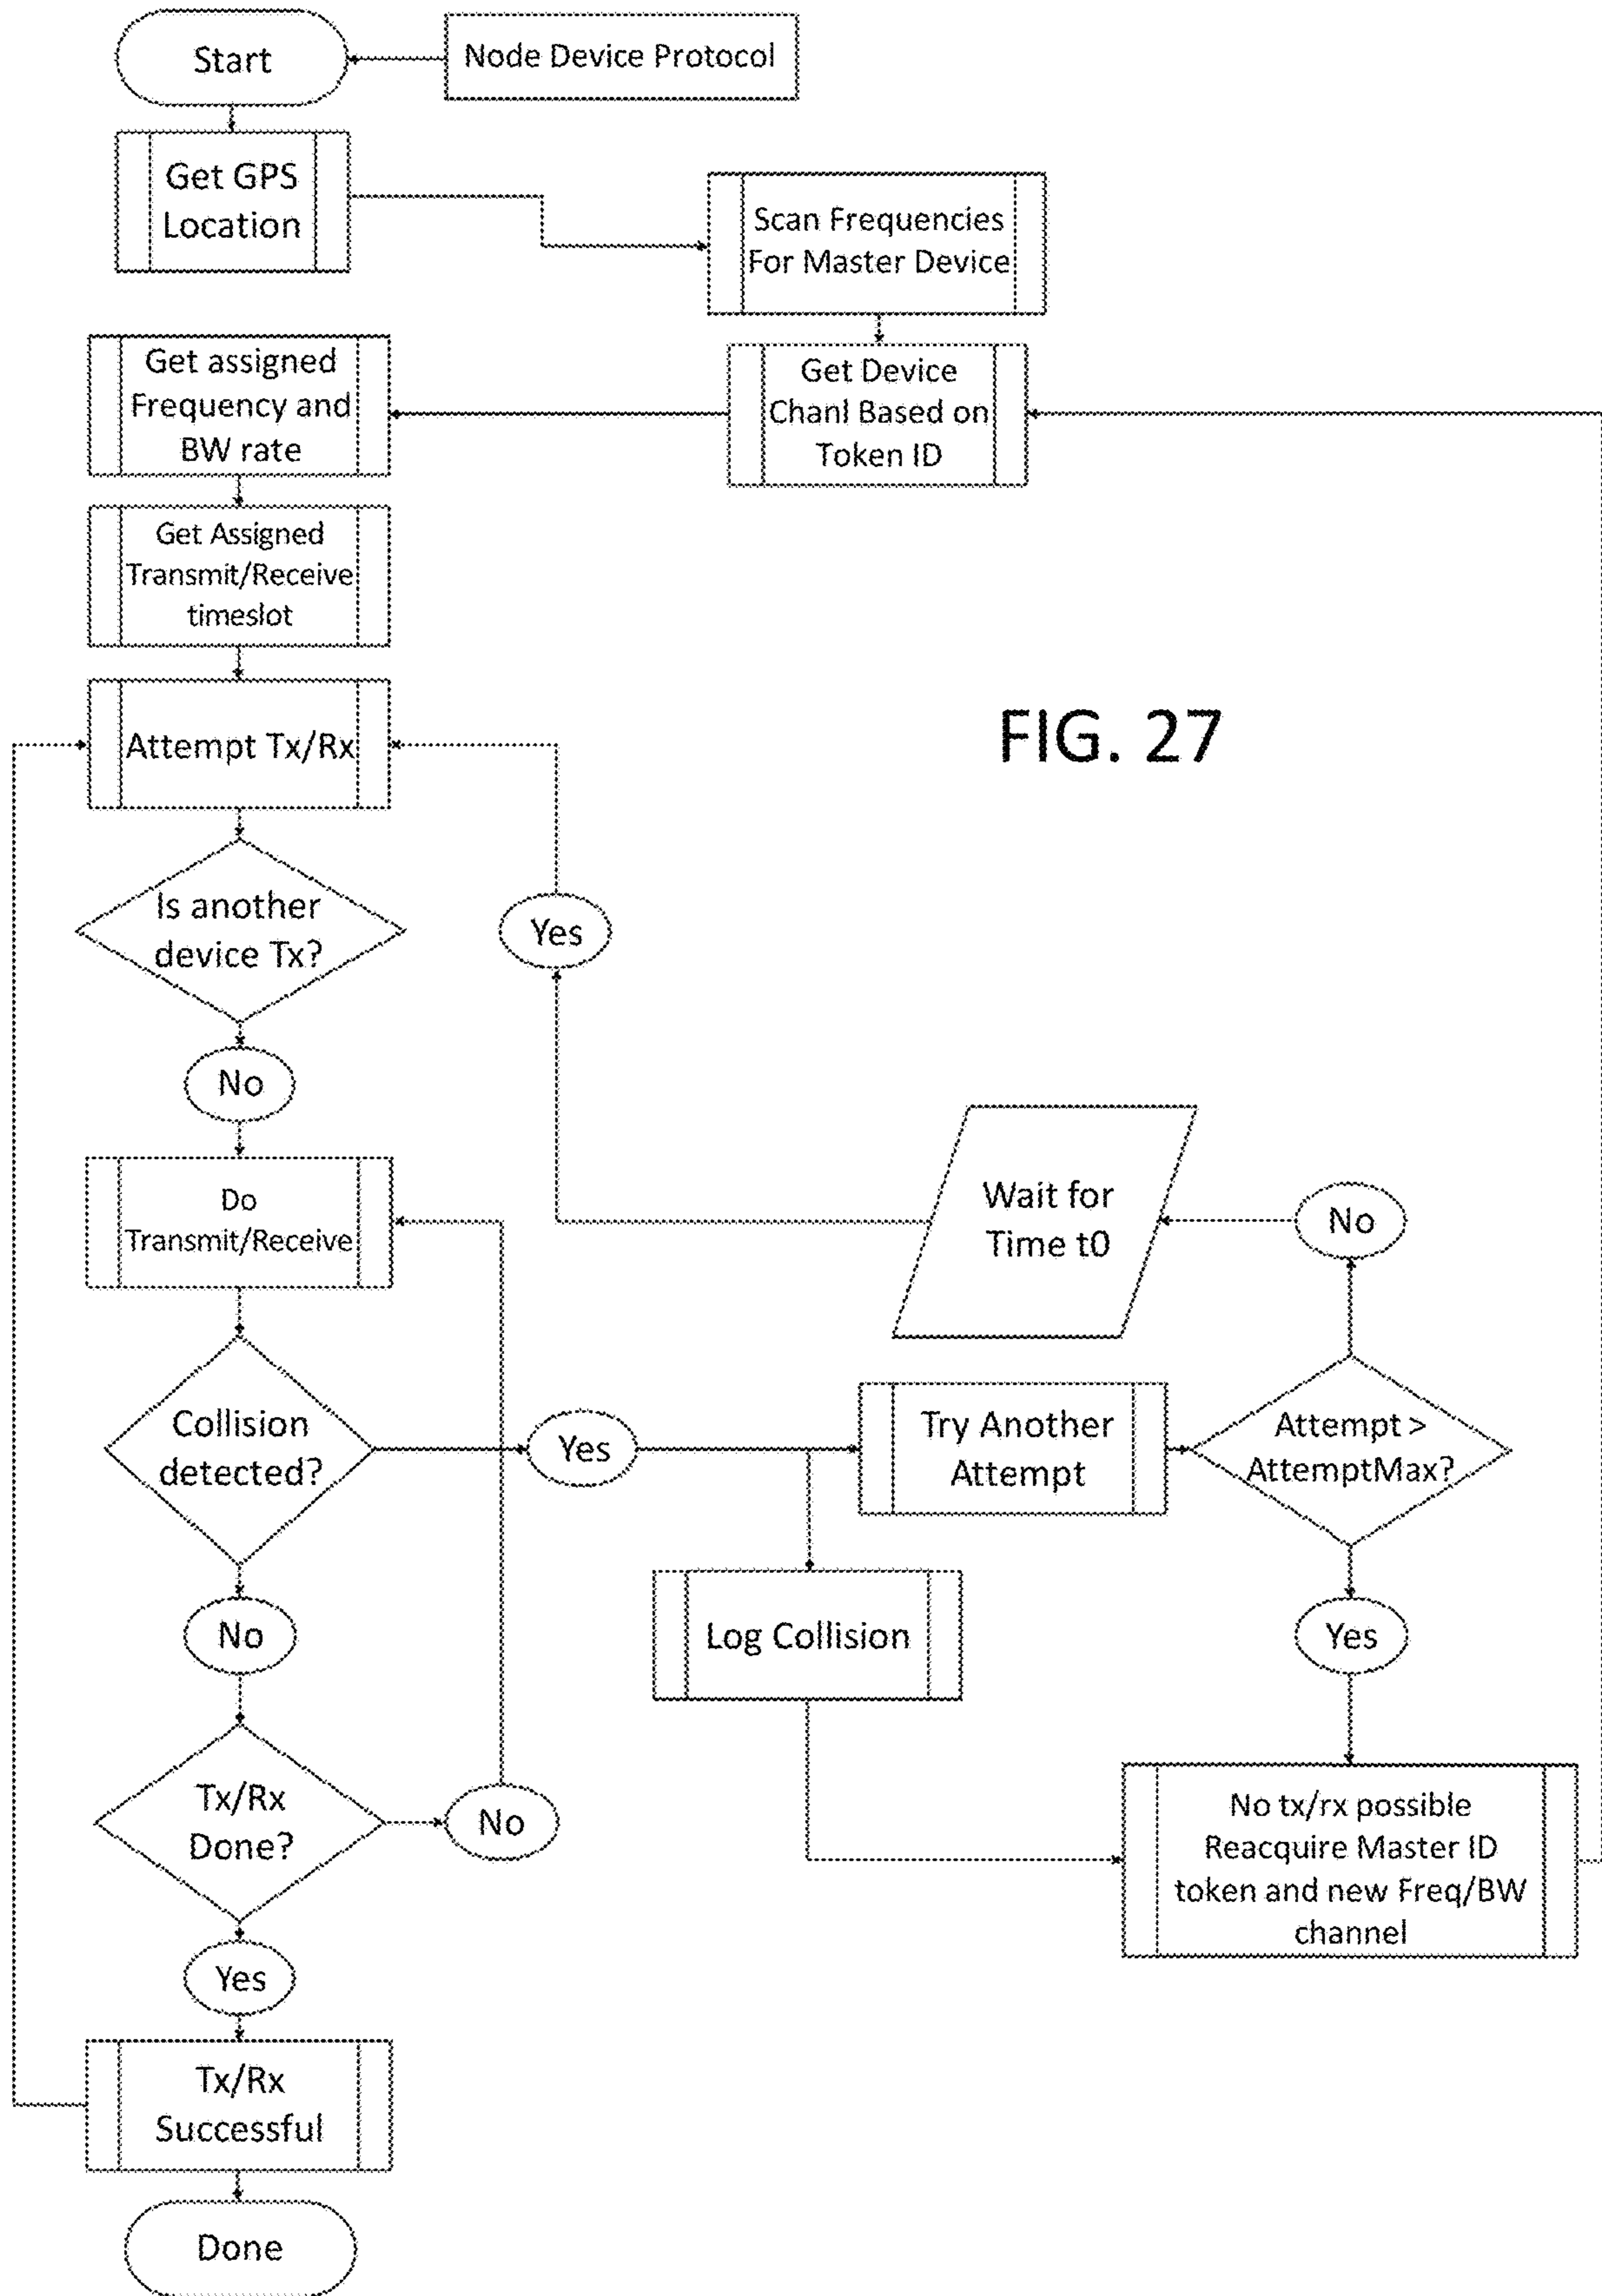 Start
Node Device Protocol
Get GPS
Location
Scan Frequencies
For Master Device
Get assigned
Frequency and
BW rate
Get Device
Chanl Based on
Token ID
Get Assigned
Transmit/Receive
timeslot
Attempt Tx/Rx
FIG. 27
Is another
device Tx?
Yes
No
Do
Transmit/Receive
Wait for
Time t0
No
Collision
detected?
Yes
Try Another
Attempt
Attempt >
AttemptMax?
No
Log Collision
Yes
Tx/Rx
Done?
No
No tx/rx possible
Reacquire Master ID
token and new Freq/BW
channel
Yes
Tx/Rx
Successful
Done